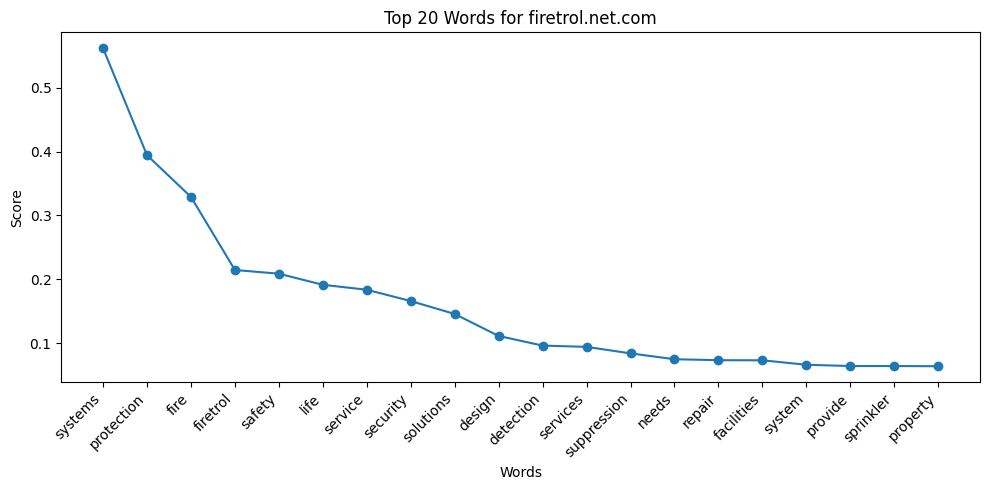 Top 20 Words for firetrol.net.com
Score
0.5
0.4
0.3
0.2
0.1
systems
protection
fire
firetrol
safety
life
service
security
solutions
design
detection
services
suppression
needs
repair
facilities
system
provide
sprinkler
property
Words